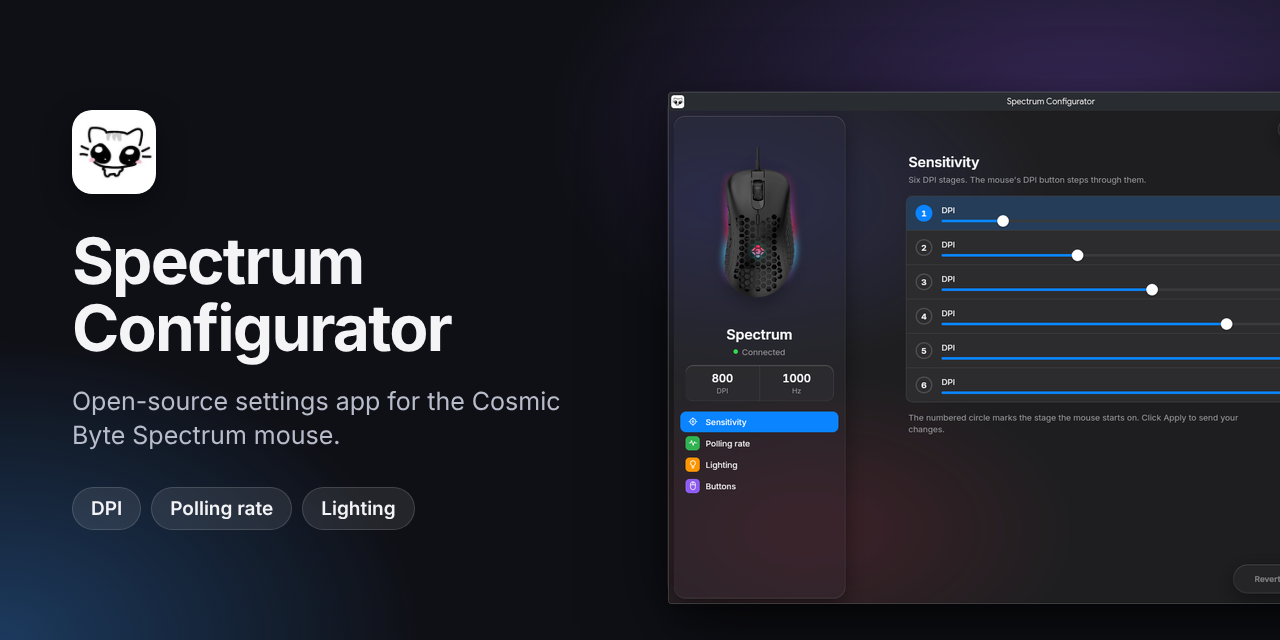 Spectrum
Configurator
Open-source settings app for the Cosmic
Byte Spectrum mouse.
DPI
Polling rate
Lighting
Spectrum Configurator
Spectrum
Connected
800
DPI
1000
Hz
Sensitivity
Polling rate
Lighting
Buttons
Sensitivity
Six DPI stages. The mouse's DPI button steps through them.
1
DPI
2
DPI
3
DPI
4
DPI
5
DPI
6
DPI
The numbered circle marks the stage the mouse starts on. Click Apply to send your
changes.
Revert